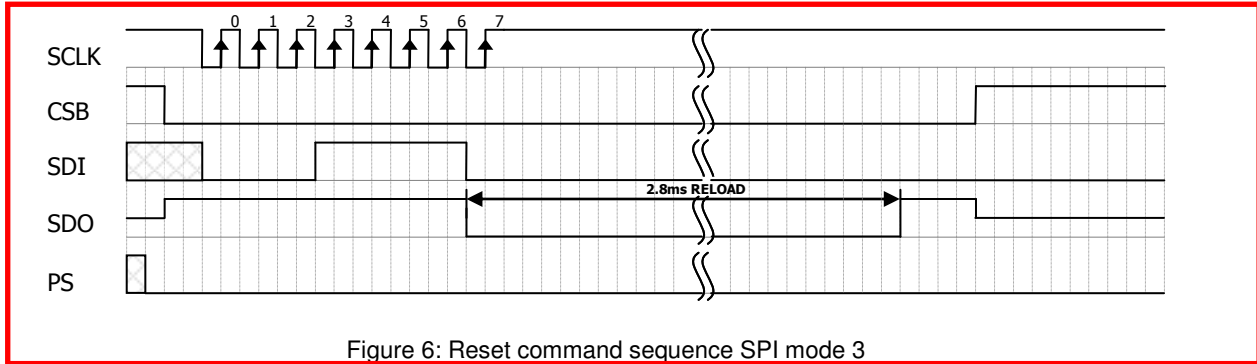 0 1 2 3 4 5 6 7
SCLK
CSB
SDI
2.8ms RELOAD
SDO
PS
Figure 6: Reset command sequence SPI mode 3